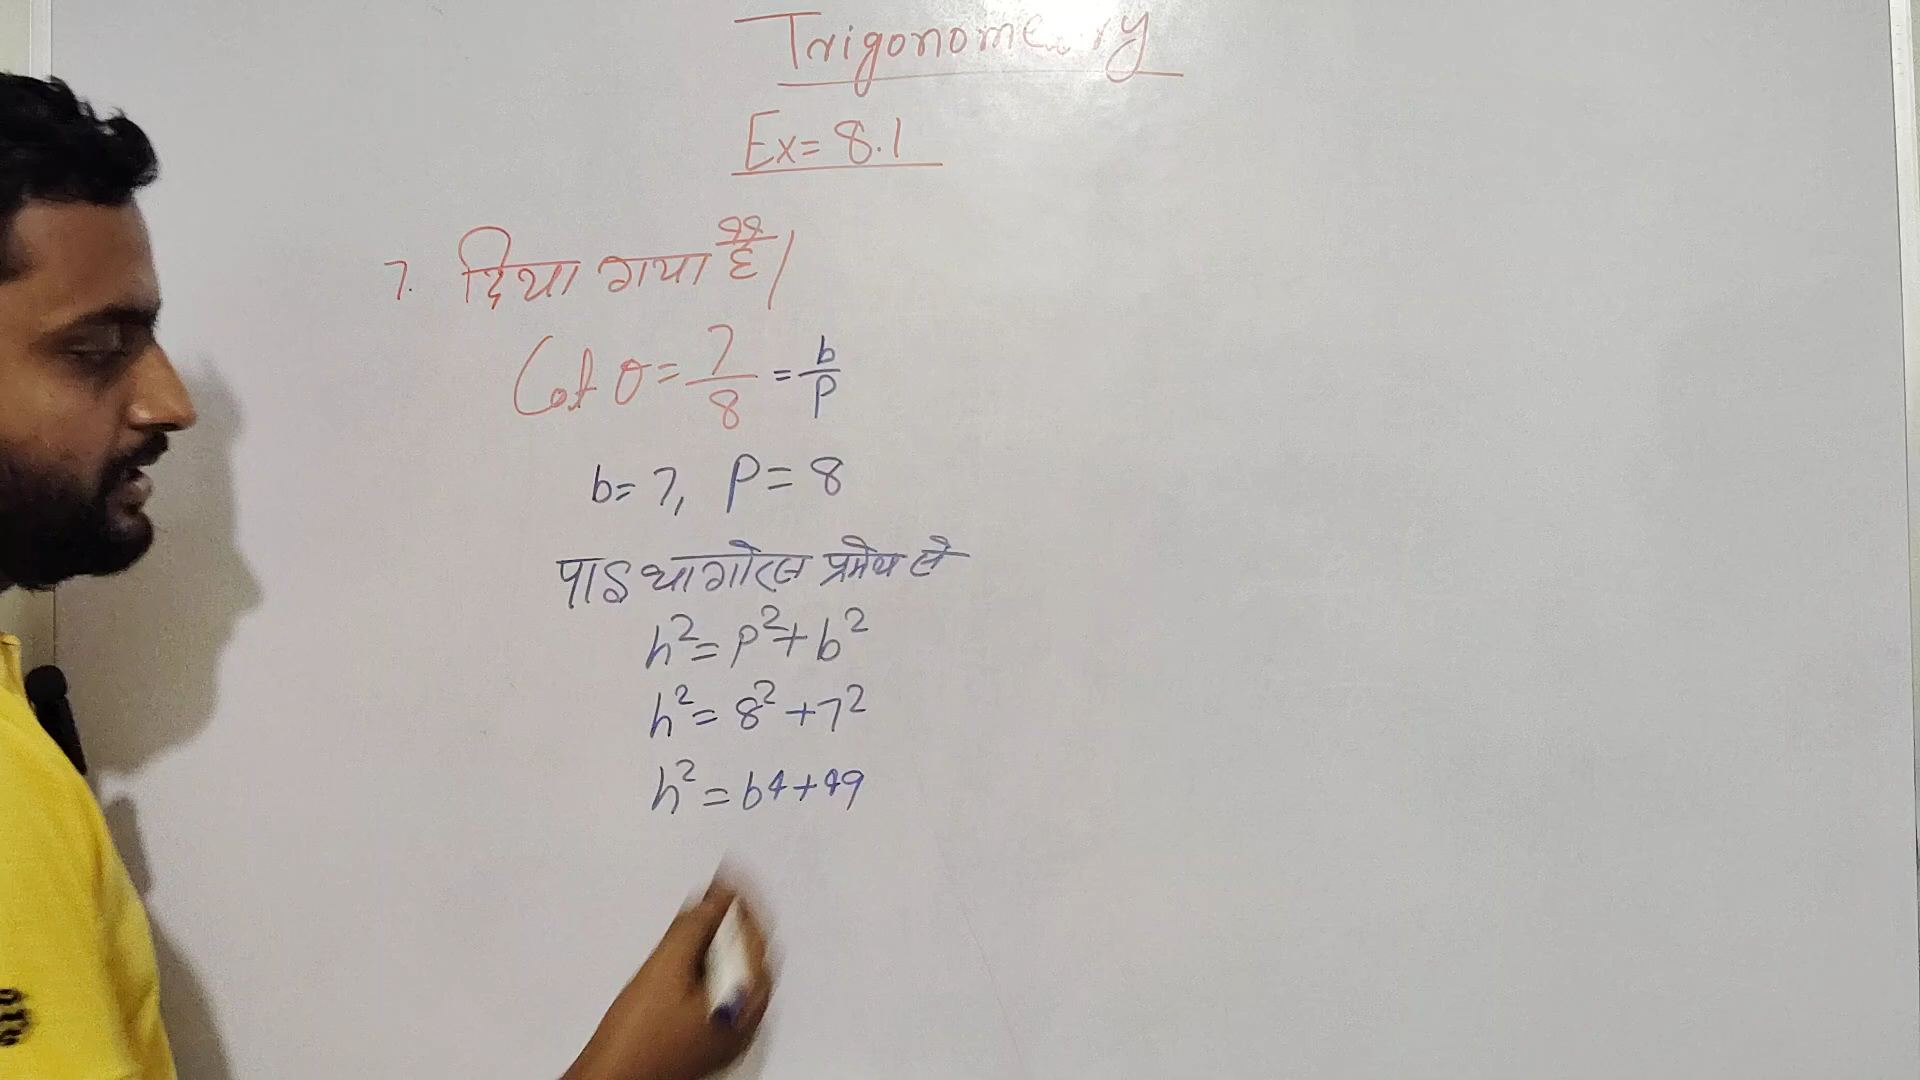 Trigonometry
Ex = 8.1
7. दिया गया है।
Cot θ = 7/8 = b/P
b = 7, P = 8
पाइथागोरस प्रमेय से
h² = p² + b²
h² = 8² + 7²
h² = 64 + 49